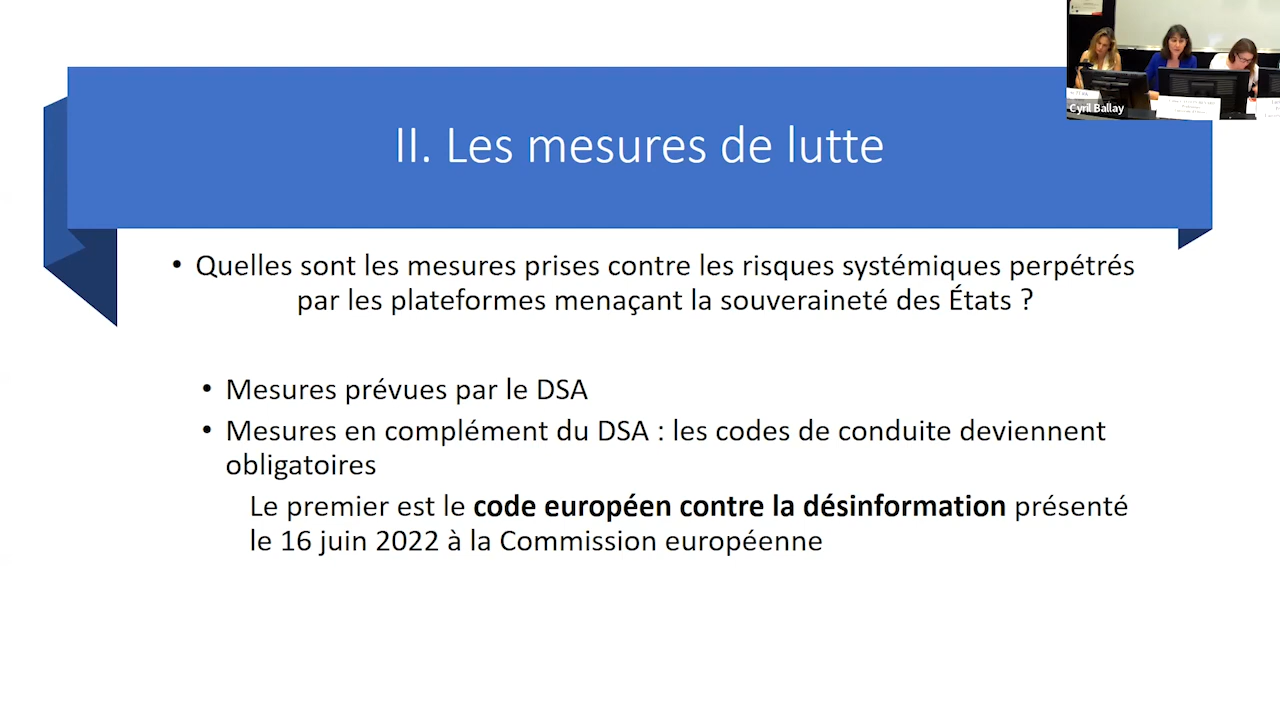 II. Les mesures de lutte
Cyril Ballay
• Quelles sont les mesures prises contre les risques systémiques perpétrés
par les plateformes menaçant la souveraineté des États ?
• Mesures prévues par le DSA
• Mesures en complément du DSA : les codes de conduite deviennent
obligatoires
Le premier est le code européen contre la désinformation présenté
le 16 juin 2022 à la Commission européenne